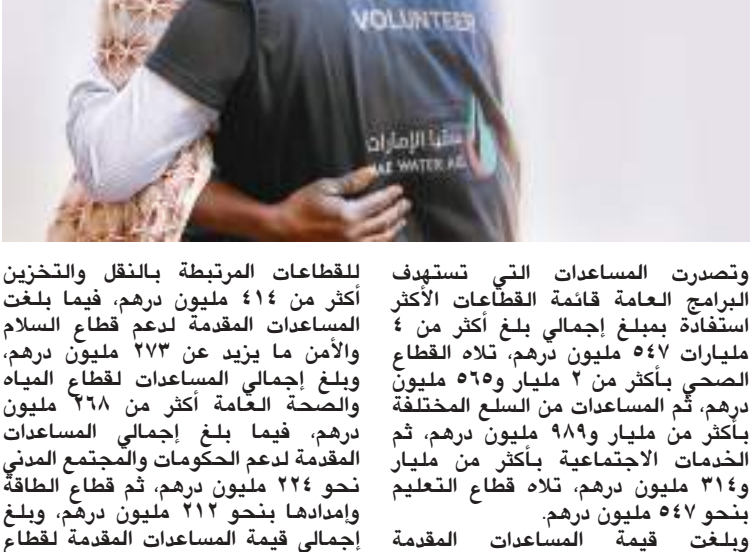 VOLUNTEER
سقيا الإمارات
UAE WATER AID
وتصدرت المساعدات التي تستهدف
البرامج العامة قائمة القطاعات الأكثر
استفادة بمبلغ إجمالي بلغ أكثر من ٤
مليارات ٥٤٧ مليون درهم، تلاه القطاع
الصحي بأكثر من ٢ مليار و٥٦٥ مليون
درهم، ثم المساعدات من السلع المختلفة
بأكثر من مليار و٩٨٩ مليون درهم، ثم
الخدمات الاجتماعية بأكثر من مليار
و٣١٤ مليون درهم، تلاه قطاع التعليم
بنحو ٥٤٧ مليون درهم.
وبلغت قيمة المساعدات المقدمة
للقطاعات المرتبطة بالنقل والتخزين
أكثر من ٤١٤ مليون درهم، فيما بلغت
المساعدات المقدمة لدعم قطاع السلام
والأمن ما يزيد عن ٢٧٣ مليون درهم،
وبلغ إجمالي المساعدات لقطاع المياه
والصحة العامة أكثر من ٢٦٨ مليون
درهم، فيما بلغ إجمالي المساعدات
المقدمة لدعم الحكومات والمجتمع المدني
نحو ٢٢٤ مليون درهم، ثم قطاع الطاقة
وإمدادها بنحو ٢١٢ مليون درهم، وبلغ
إجمالي قيمة المساعدات المقدمة لقطاع